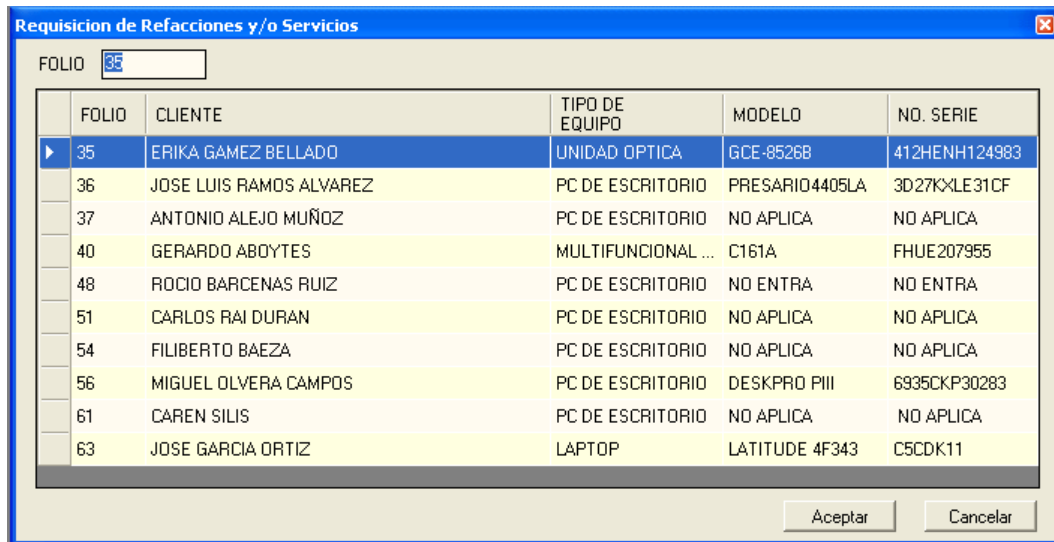 Requisicion de Refacciones y/o Servicios
FOLIO 35
FOLIO CLIENTE TIPO DE EQUIPO MODELO NO. SERIE
35 ERIKA GAMEZ BELLADO UNIDAD OPTICA GCE-8526B 412HENH124983
36 JOSE LUIS RAMOS ALVAREZ PC DE ESCRITORIO PRESARIO4405LA 3D27KXLE31CF
37 ANTONIO ALEJO MUÑOZ PC DE ESCRITORIO NO APLICA NO APLICA
40 GERARDO ABOYTES MULTIFUNCIONAL ... C161A FHUE207955
48 ROCIO BARCENAS RUIZ PC DE ESCRITORIO NO ENTRA NO ENTRA
51 CARLOS RAI DURAN PC DE ESCRITORIO NO APLICA NO APLICA
54 FILIBERTO BAEZA PC DE ESCRITORIO NO APLICA NO APLICA
56 MIGUEL OLVERA CAMPOS PC DE ESCRITORIO DESKPRO PIII 6935CKP30283
61 CAREN SILIS PC DE ESCRITORIO NO APLICA NO APLICA
63 JOSE GARCIA ORTIZ LAPTOP LATITUDE 4F343 C5CDK11
Aceptar Cancelar